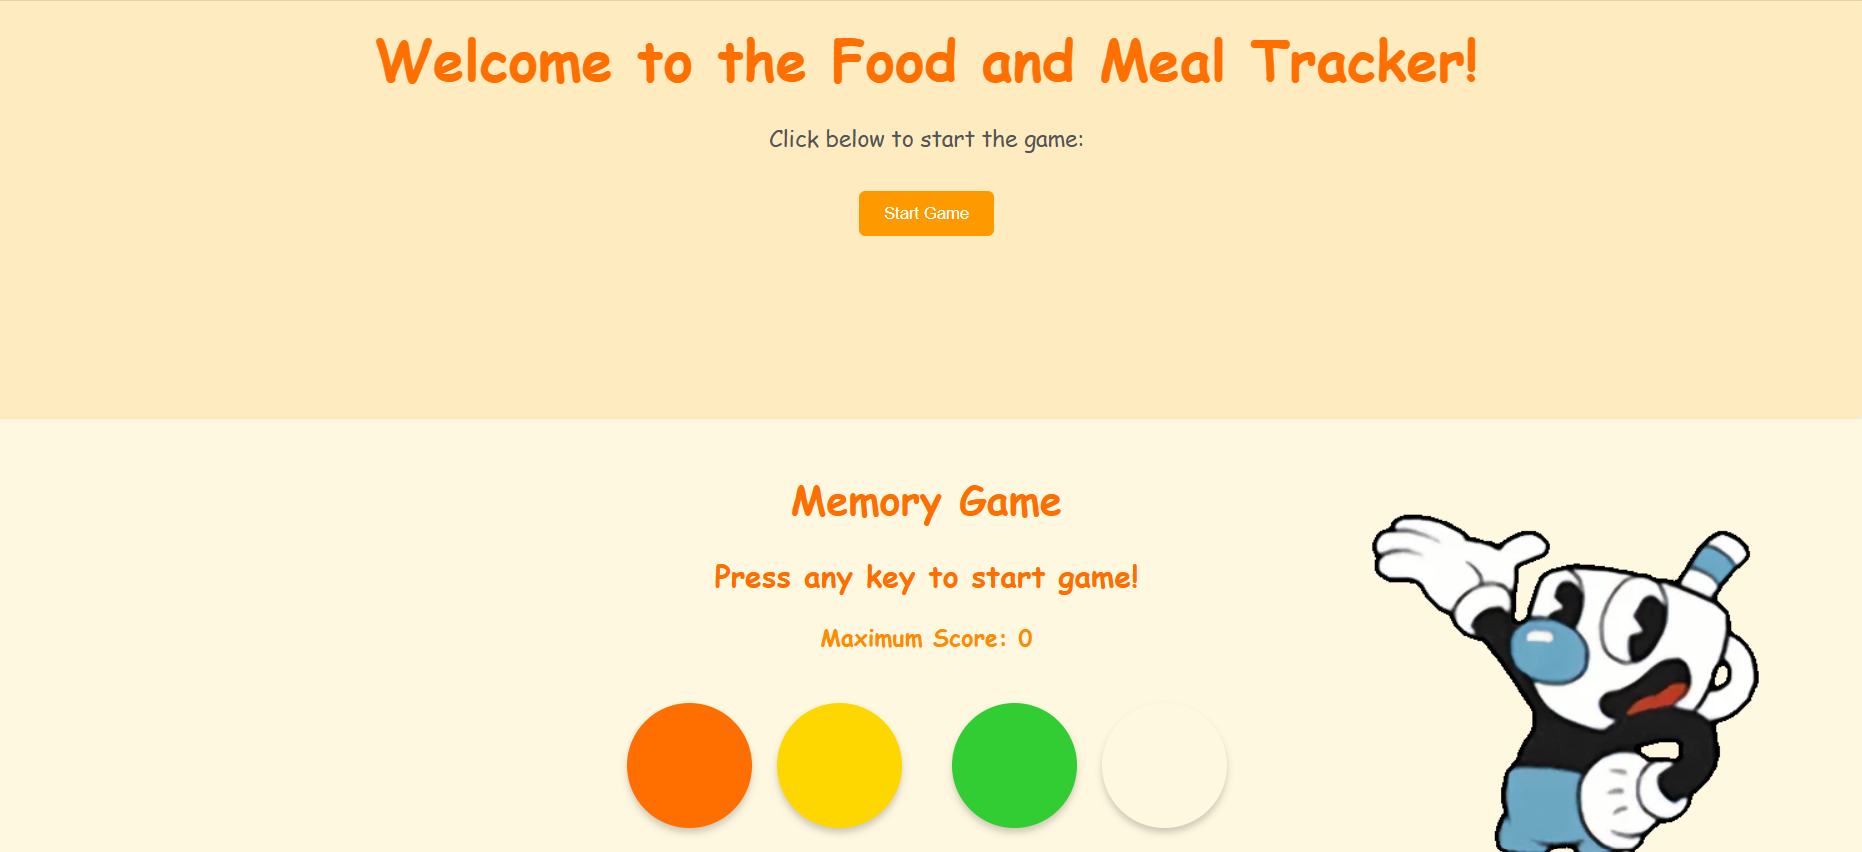 Welcome to the Food and Meal Tracker!
Click below to start the game:
Start Game
Memory Game
Press any key to start game!
Maximum Score: 0